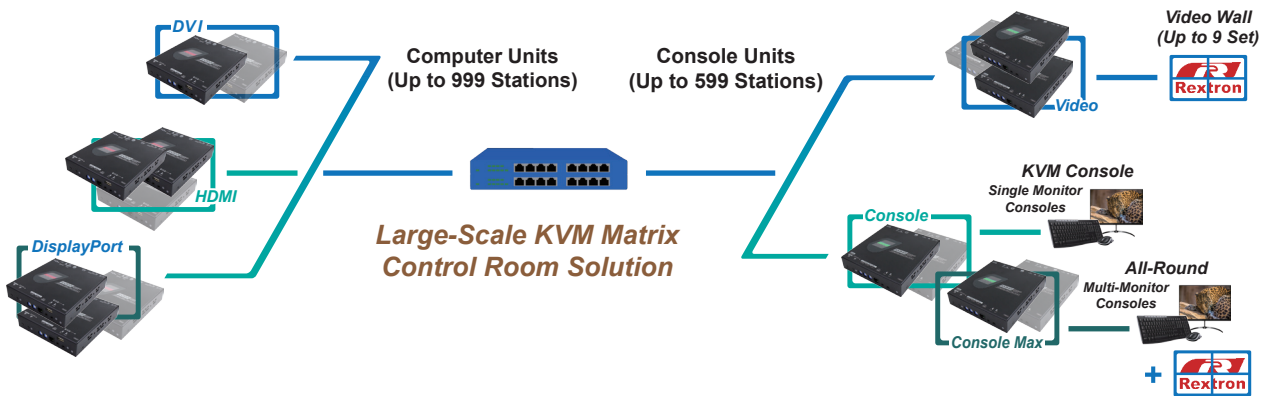 DVI
HDMI
DisplayPort
Computer Units
(Up to 999 Stations)
Large-Scale KVM Matrix
Control Room Solution
Console Units
(Up to 599 Stations)
Video
Video Wall
(Up to 9 Set)
Rextron
Console
KVM Console
Single Monitor
Consoles
Console Max
All-Round
Multi-Monitor
Consoles
+
Rextron